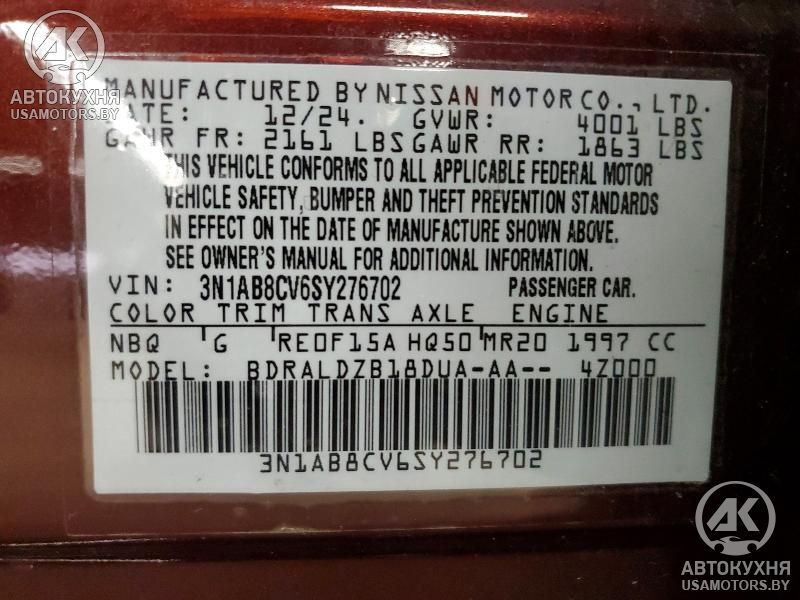 AK
АВТОКУХНЯ
USAMOTORS.BY
MANUFACTURED BY NISSAN MOTOR CO., LTD.
DATE: 12/24. GVWR: 4001 LBS
GAWR FR: 2161 LBS GAWR RR: 1863 LBS
THIS VEHICLE CONFORMS TO ALL APPLICABLE FEDERAL MOTOR
VEHICLE SAFETY, BUMPER AND THEFT PREVENTION STANDARDS
IN EFFECT ON THE DATE OF MANUFACTURE SHOWN ABOVE.
SEE OWNER'S MANUAL FOR ADDITIONAL INFORMATION.
VIN: 3N1AB8CV6SY276702 PASSENGER CAR.
COLOR TRIM TRANS AXLE ENGINE
NBQ G RE0F15A HQ50 MR20 1997 CC
MODEL: BDRALDZB18DUA-AA-- 4Z000
3N1AB8CV6SY276702
AK
АВТОКУХНЯ
USAMOTORS.BY